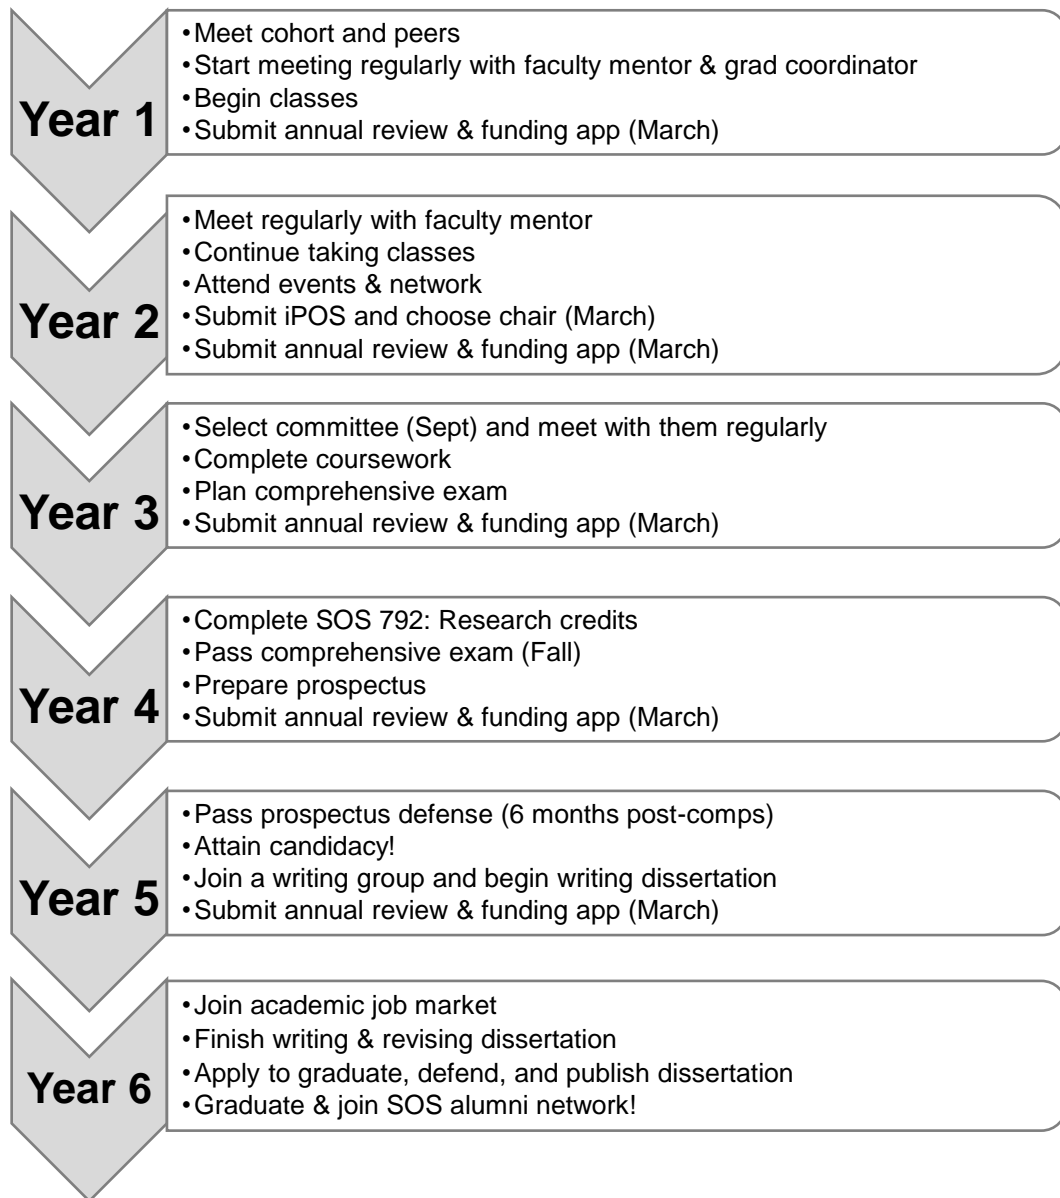 Year 1
•Meet cohort and peers
•Start meeting regularly with faculty mentor & grad coordinator
•Begin classes
•Submit annual review & funding app (March)
Year 2
•Meet regularly with faculty mentor
•Continue taking classes
•Attend events & network
•Submit iPOS and choose chair (March)
•Submit annual review & funding app (March)
Year 3
•Select committee (Sept) and meet with them regularly
•Complete coursework
•Plan comprehensive exam
•Submit annual review & funding app (March)
Year 4
•Complete SOS 792: Research credits
•Pass comprehensive exam (Fall)
•Prepare prospectus
•Submit annual review & funding app (March)
Year 5
•Pass prospectus defense (6 months post-comps)
•Attain candidacy!
•Join a writing group and begin writing dissertation
•Submit annual review & funding app (March)
Year 6
•Join academic job market
•Finish writing & revising dissertation
•Apply to graduate, defend, and publish dissertation
•Graduate & join SOS alumni network!